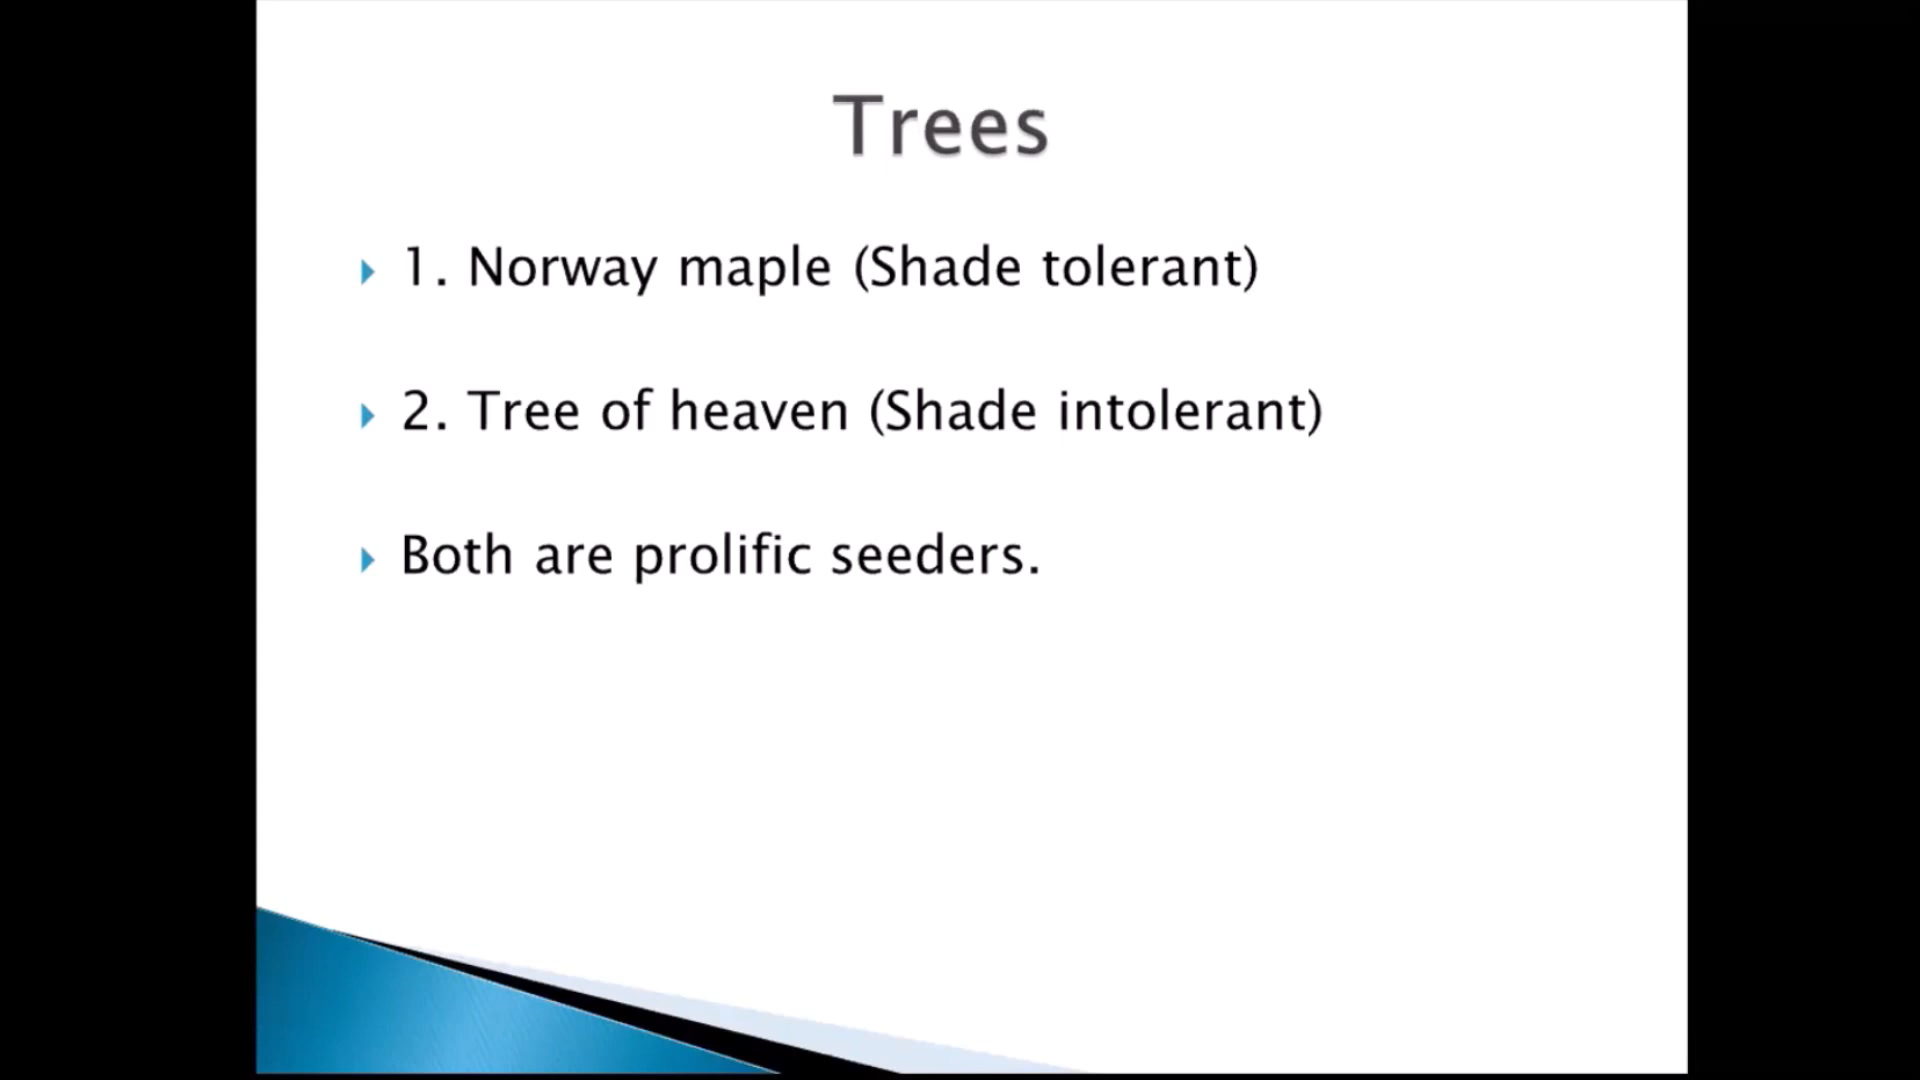 Trees
1. Norway maple (Shade tolerant)
2. Tree of heaven (Shade intolerant)
Both are prolific seeders.